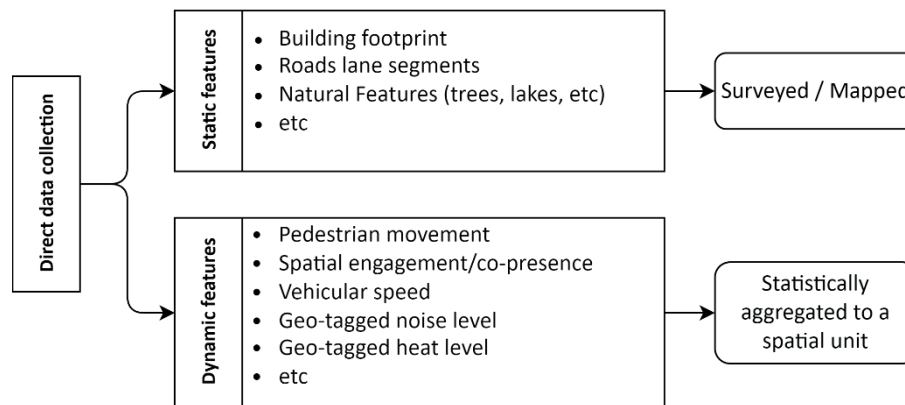 Direct data collection
Static features
• Building footprint
• Roads lane segments
• Natural Features (trees, lakes, etc)
• etc
Surveyed / Mapped
Dynamic features
• Pedestrian movement
• Spatial engagement/co-presence
• Vehicular speed
• Geo-tagged noise level
• Geo-tagged heat level
• etc
Statistically
aggregated to a
spatial unit